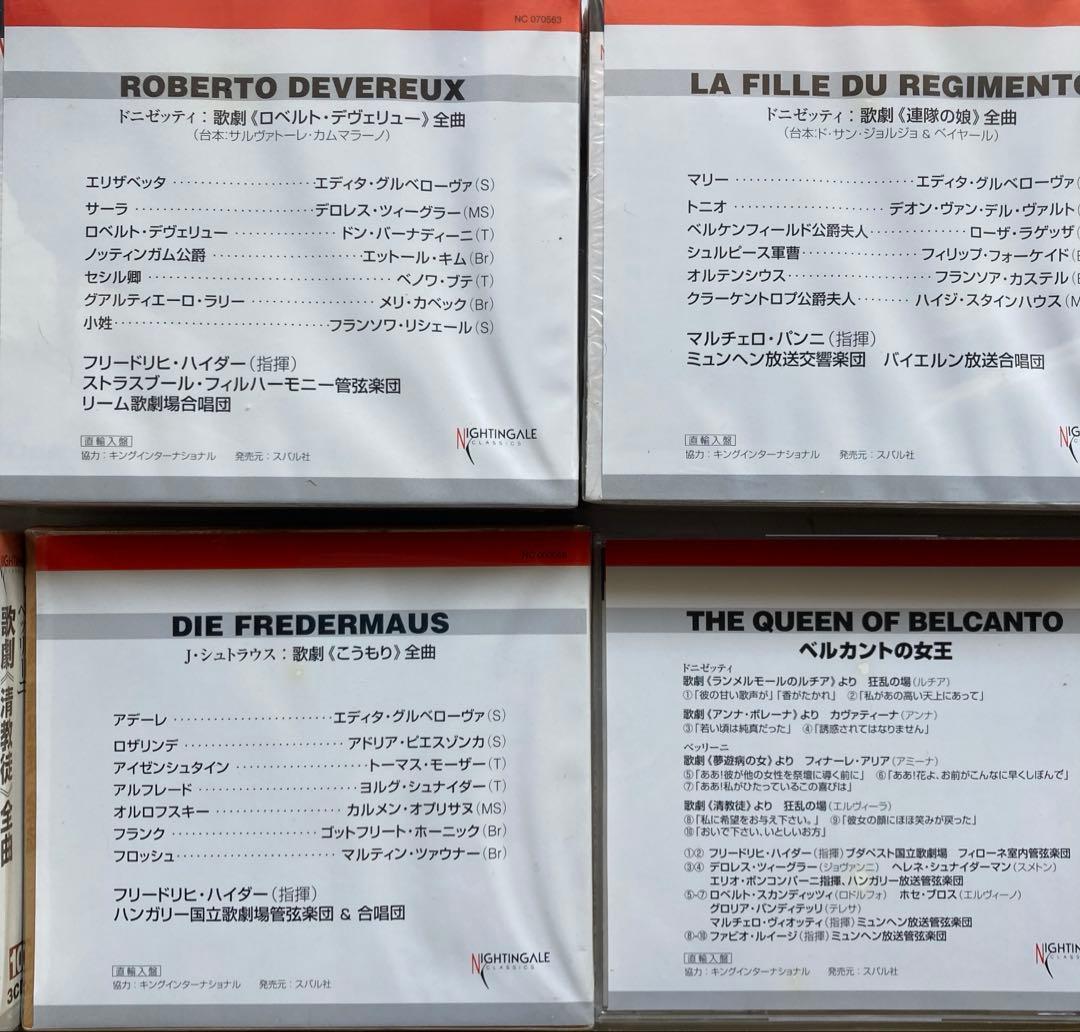 NC 070563
ROBERTO DEVEREUX
ドニゼッティ：歌劇《ロベルト・デヴェリュー》全曲
(台本：サルヴァトーレ・カムマラーノ)
エリザベッタ ····················エディタ・グルベローヴァ(S)
サーラ ··························デロレス・ツィーグラー(MS)
ロベルト・デヴェリュー ················ドン・バーナディーニ(T)
ノッティンガム公爵 ······················エットール・キム(Br)
セシル卿····································ベノワ・ブテ(T)
グアルティエーロ・ラリー ··················メリ・カベック(Br)
小姓·······························フランソワ・リシェール(S)
フリードリヒ・ハイダー(指揮)
ストラスブール・フィルハーモニー管弦楽団
リーム歌劇場合唱団
直輸入盤
協力：キングインターナショナル　発売元：スバル社
NIGHTINGALE
CLASSICS
LA FILLE DU REGIMENTO
ドニゼッティ：歌劇《連隊の娘》全曲
(台本：ド・サン・ジョルジョ & ベイヤール)
マリー ··························エディタ・グルベローヴァ(
トニオ ······················デオン・ヴァン・デル・ヴァルト(
ベルケンフィールド公爵夫人··············ローザ・ラゲッザ(
シュルピース軍曹 ··················フィリップ・フォーケイド(
オルテンシウス·····················フランソア・カステル(
クラーケントロプ公爵夫人········ハイジ・スタインハウス(M
マルチェロ・パンニ(指揮)
ミュンヘン放送交響楽団　バイエルン放送合唱団
直輸入盤
協力：キングインターナショナル　発売元：スバル社
NIG
CL
ベッリーニ
歌劇《清教徒》全曲
3C
DIE FREDERMAUS
J・シュトラウス：歌劇《こうもり》全曲
アデーレ ·······················エディタ・グルベローヴァ(S)
ロザリンデ ························アドリア・ピエスゾンカ(S)
アイゼンシュタイン ···················トーマス・モーザー(T)
アルフレード ························ヨルグ・シュナイダー(T)
オルロフスキー ····················カルメン・オプリサヌ(MS)
フランク ·····················ゴットフリート・ホーニック(Br)
フロッシュ·······················マルティン・ツァウナー(Br)
フリードリヒ・ハイダー(指揮)
ハンガリー国立歌劇場管弦楽団 & 合唱団
直輸入盤
協力：キングインターナショナル　発売元：スバル社
NIGHTINGALE
CLASSICS
THE QUEEN OF BELCANTO
ベルカントの女王
ドニゼッティ
歌劇《ランメルモールのルチア》より　狂乱の場(ルチア)
①「彼の甘い歌声が」「香がたかれ」　②「私があの高い天上にあって」
歌劇《アンナ・ボレーナ》より　カヴァティーナ(アンナ)
③「若い頃は純真だった」　④「誘惑されてはなりません」
ベッリーニ
歌劇《夢遊病の女》より　フィナーレ・アリア(アミーナ)
⑤「ああ!彼が他の女性を祭壇に導く前に」　⑥「ああ!花よ、お前がこんなに早くしぼんで」
⑦「ああ!私がひたっているこの喜びは」
歌劇《清教徒》より　狂乱の場(エルヴィーラ)
⑧「私に希望をお与え下さい。」　⑨「彼女の顔にほほ笑みが戻った」
⑩「おいで下さい、いとしいお方」
①② フリードリヒ・ハイダー(指揮)ブダペスト国立歌劇場　フィローネ室内管弦楽団
③④ デロレス・ツィーグラー(ジョヴァンニ)　ヘレネ・シュナイダーマン(スメトン)
エリオ・ボンコンパーニ指揮、ハンガリー放送管弦楽団
⑤-⑦ ロベルト・スカンディッツィ(ロドルフォ)　ホセ・ブロス(エルヴィーノ)
グロリア・バンディテッリ(テレサ)
マルチェロ・ヴィオッティ(指揮)ミュンヘン放送管弦楽団
⑧-⑩ ファビオ・ルイージ(指揮)ミュンヘン放送管弦楽団
直輸入盤
協力：キングインターナショナル　発売元：スバル社
NIGHTIN
CLASS